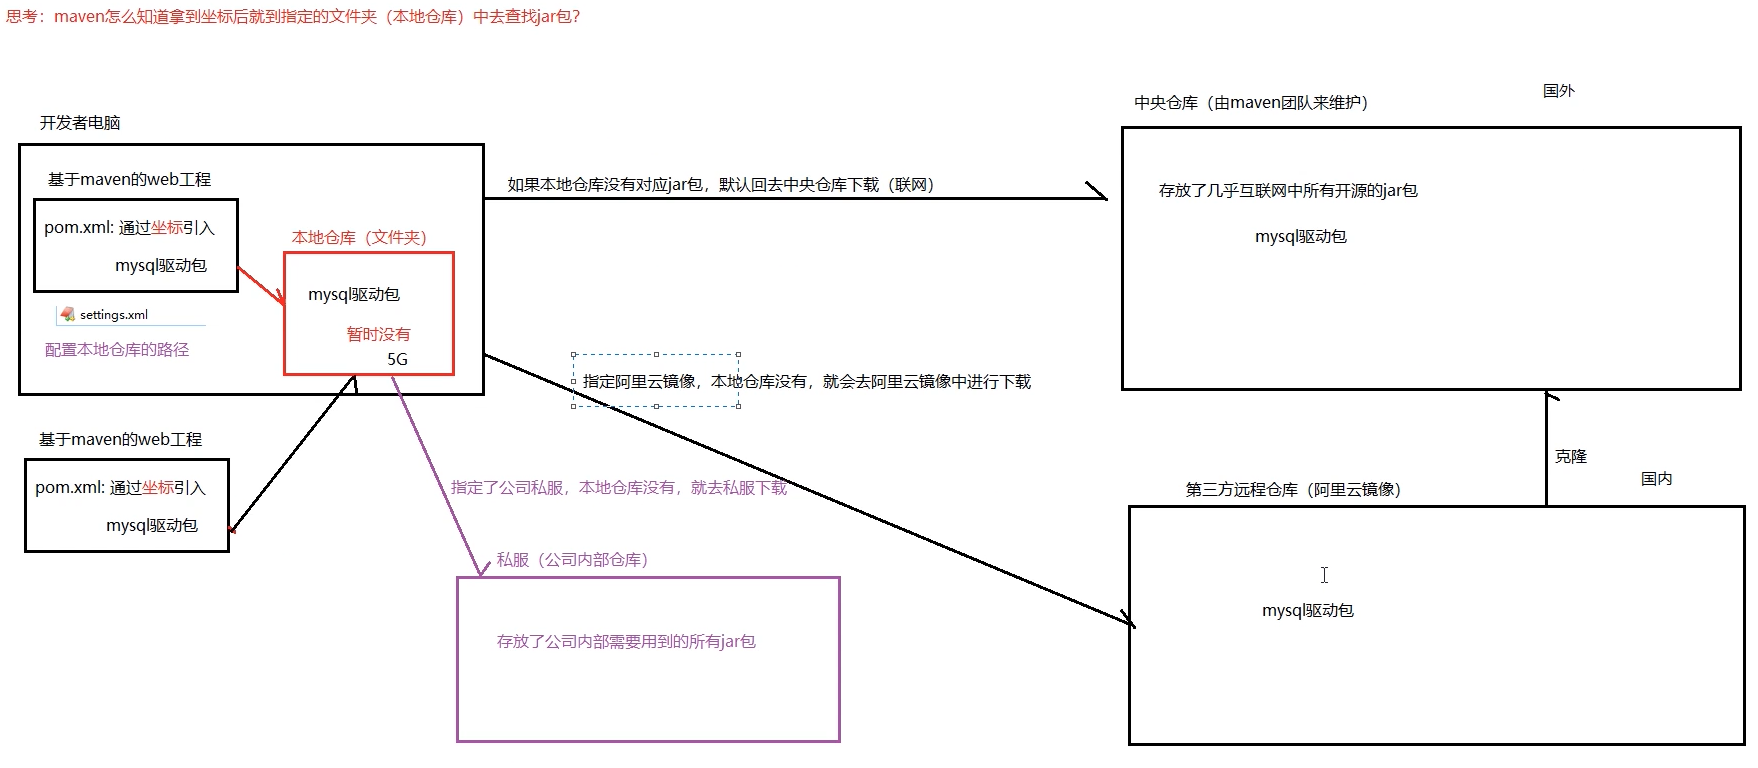 思考：maven怎么知道拿到坐标后就到指定的文件夹（本地仓库）中去查找jar包？
国外
中央仓库（由maven团队来维护）
开发者电脑
基于maven的web工程
如果本地仓库没有对应jar包，默认回去中央仓库下载（联网）
存放了几乎互联网中所有开源的jar包
pom.xml: 通过坐标引入
本地仓库（文件夹）
mysql驱动包
mysql驱动包
mysql驱动包
settings.xml
暂时没有
配置本地仓库的路径
5G
指定阿里云镜像，本地仓库没有，就会去阿里云镜像中进行下载
基于maven的web工程
克隆
国内
pom.xml: 通过坐标引入
指定了公司私服，本地仓库没有，就去私服下载
第三方远程仓库（阿里云镜像）
mysql驱动包
私服（公司内部仓库）
mysql驱动包
存放了公司内部需要用到的所有jar包